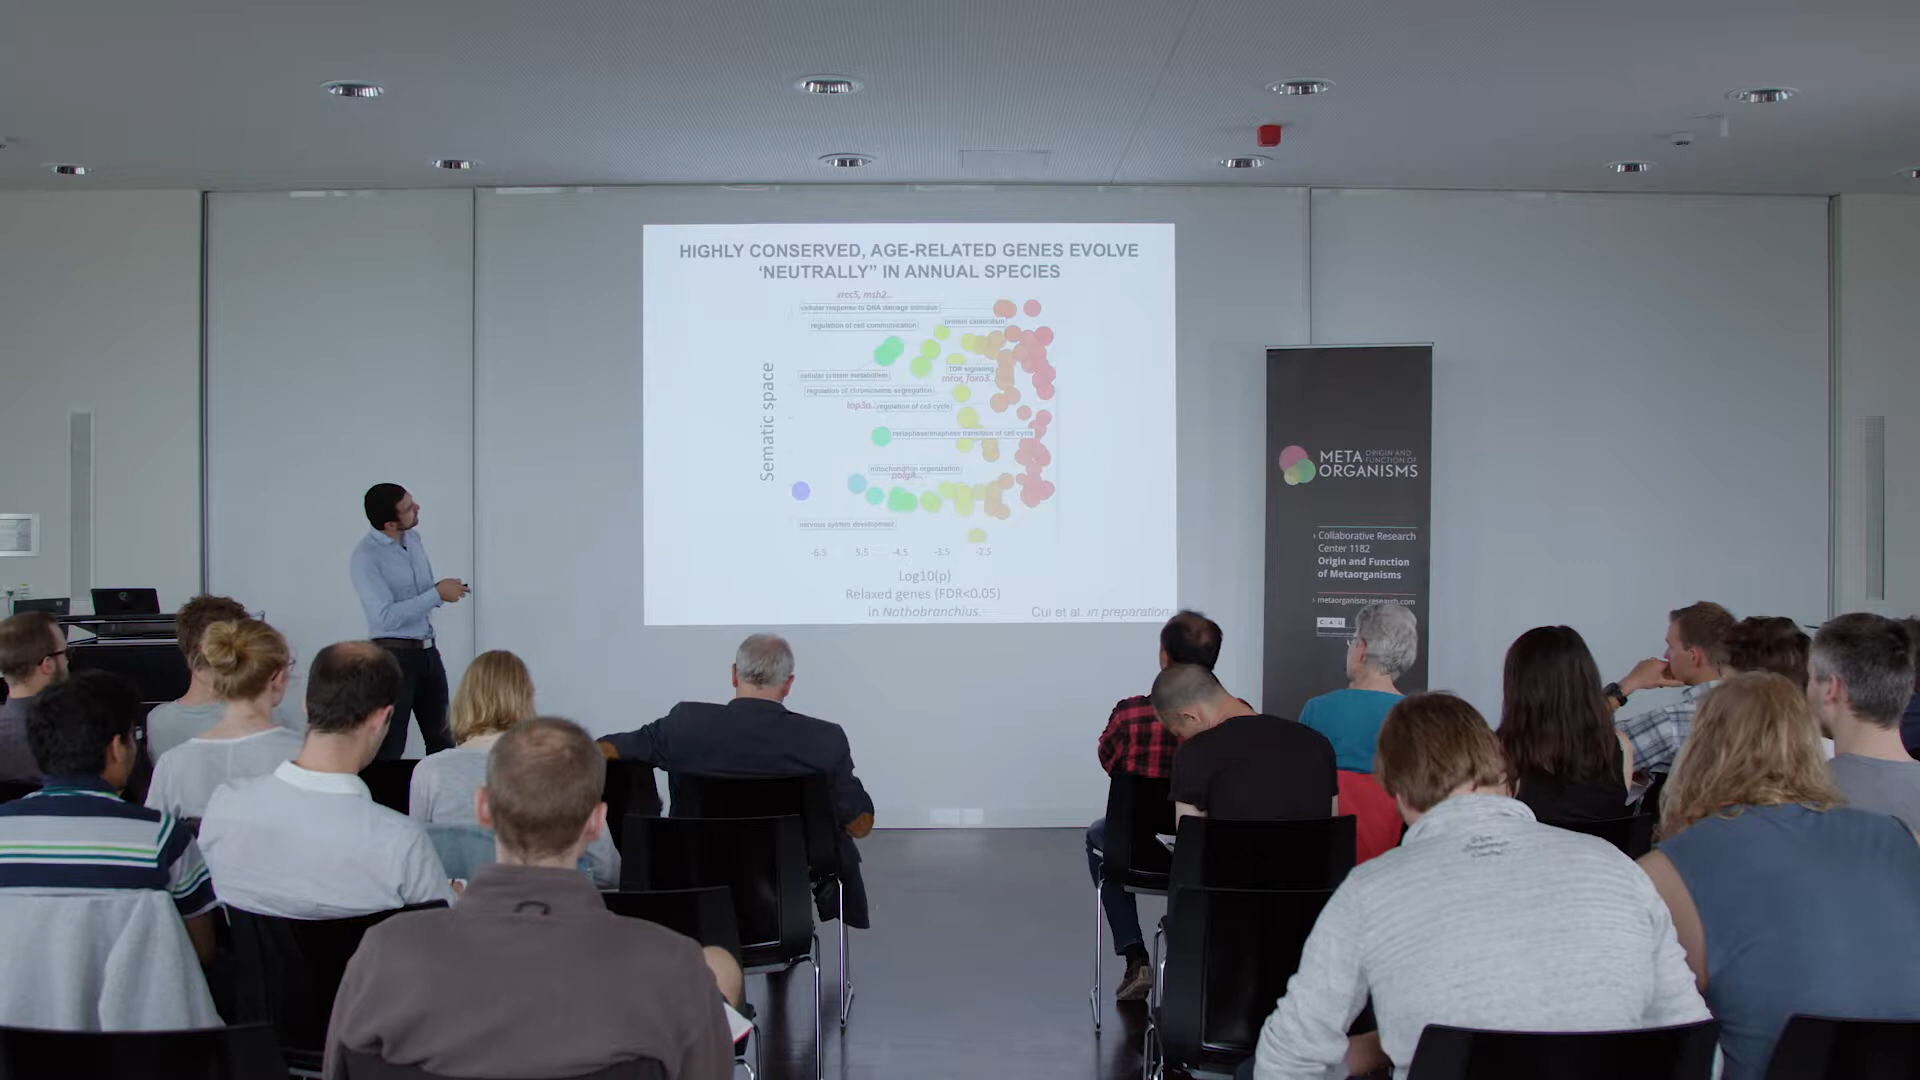 HIGHLY CONSERVED, AGE-RELATED GENES EVOLVE
‘NEUTRALLY” IN ANNUAL SPECIES
xrcc5, msh2...
cellular response to DNA damage stimulus
protein catabolism
regulation of cell communication
TOR signaling
cellular protein metabolism
mtor, foxo3...
regulation of chromosome segregation
regulation of cell cycle
metaphase/anaphase transition of cell cycle
mitochondrion organization
polgA...
nervous system development
Sematic space
-6.5 5.5 -4.5 -3.5 -2.5
Log10(p)
Relaxed genes (FDR<0.05)
in Nothobranchius.
Cui et al. in preparation
META ORIGIN AND
FUNCTION OF
ORGANISMS
› Collaborative Research
Center 1182
Origin and Function
of Metaorganisms
› metaorganism-research.com
C A U